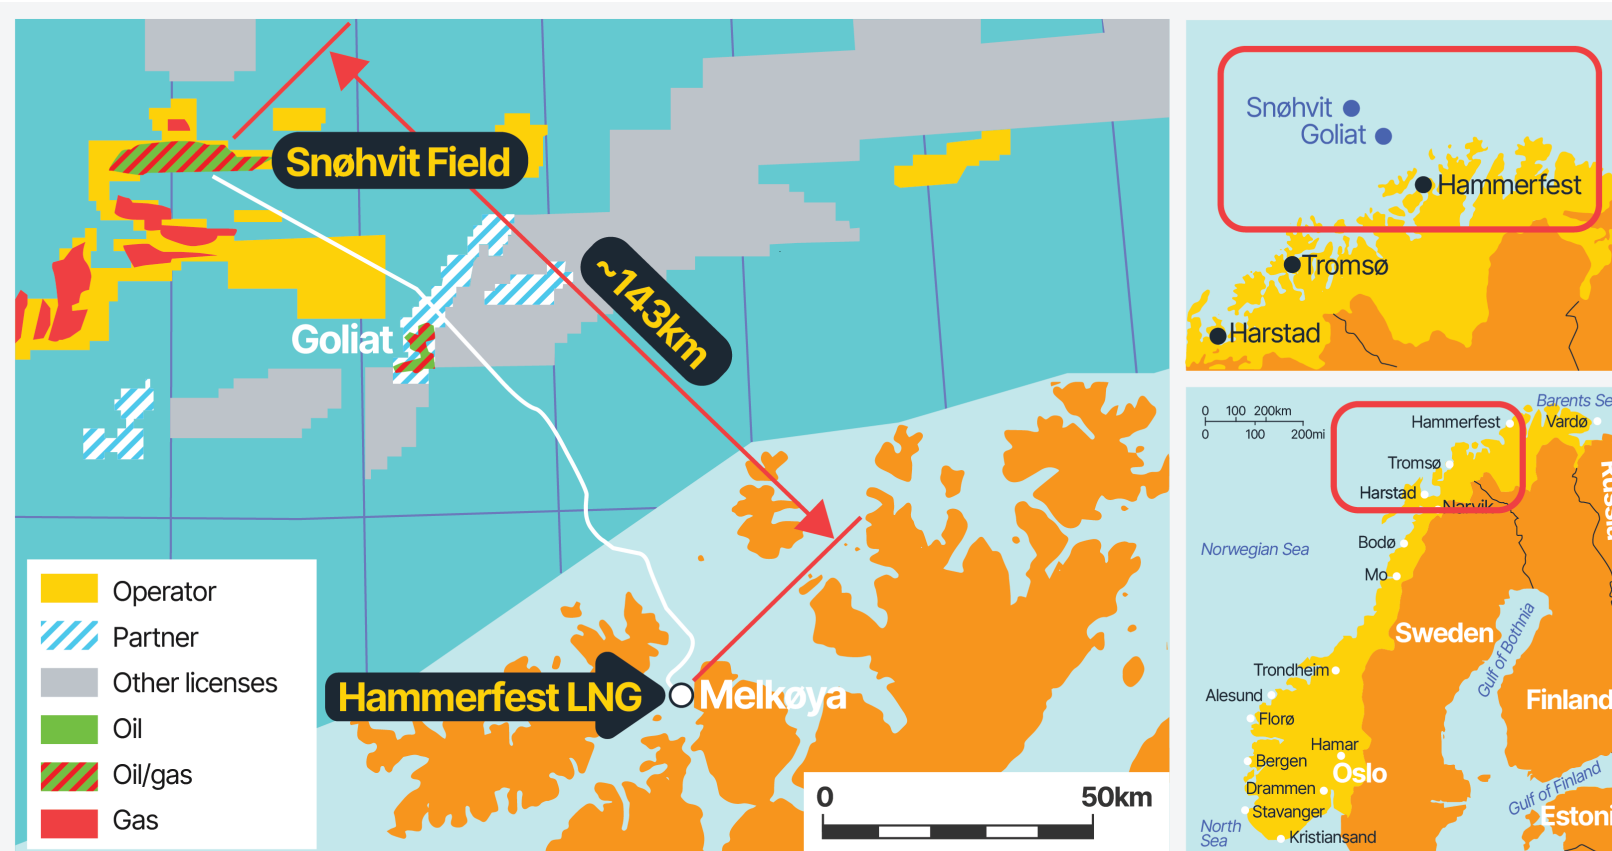 Snøhvit Field
~143km
Goliat
Hammerfest LNG
Melkøya
Operator
Partner
Other licenses
Oil
Oil/gas
Gas
0 50km
Snøhvit
Goliat
Hammerfest
Tromsø
Harstad
Barents Se
0 100 200km
0 100 200mi
Hammerfest
Vardø
Tromsø
Harstad
Narvik
Russia
Norwegian Sea
Bodø
Mo
Sweden
Gulf of Bothnia
Trondheim
Alesund
Finland
Florø
Hamar
Bergen
Oslo
Drammen
Gulf of Finland
Stavanger
Estoni
North
Sea
Kristiansand